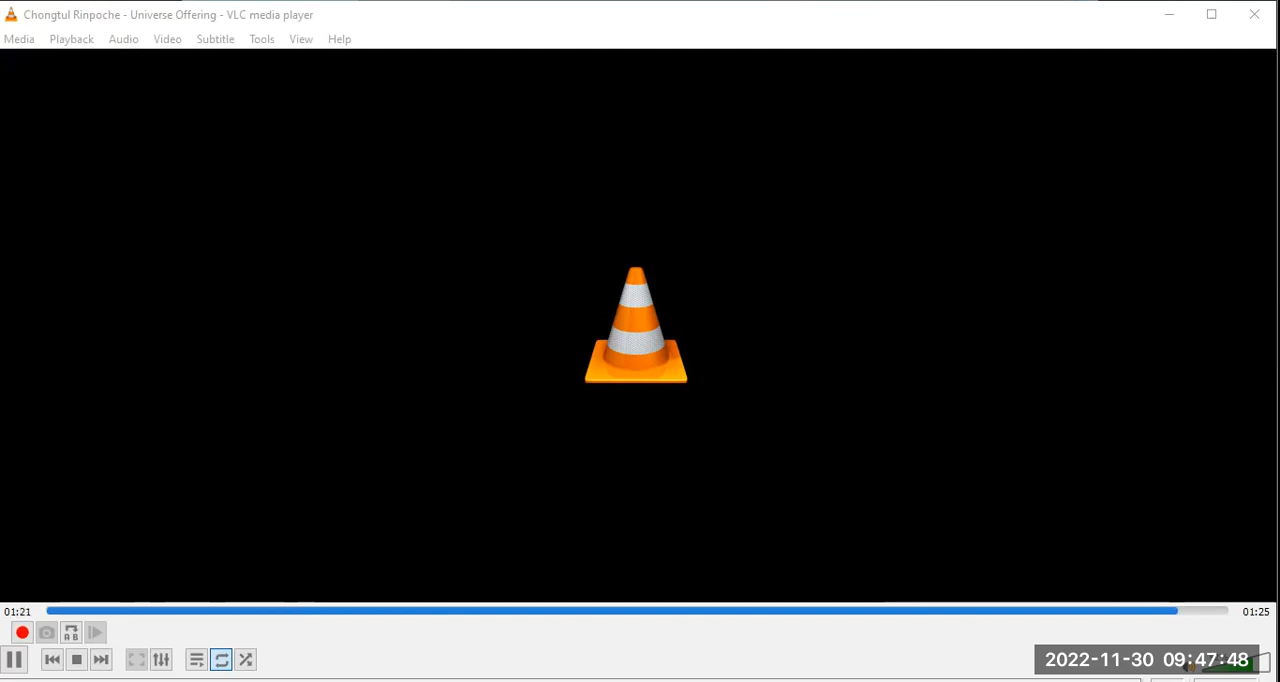 Chongtul Rinpoche - Universe Offering - VLC media player
Media Playback Audio Video Subtitle Tools View Help
01:21 01:25
A B
2022-11-30 09:47:48